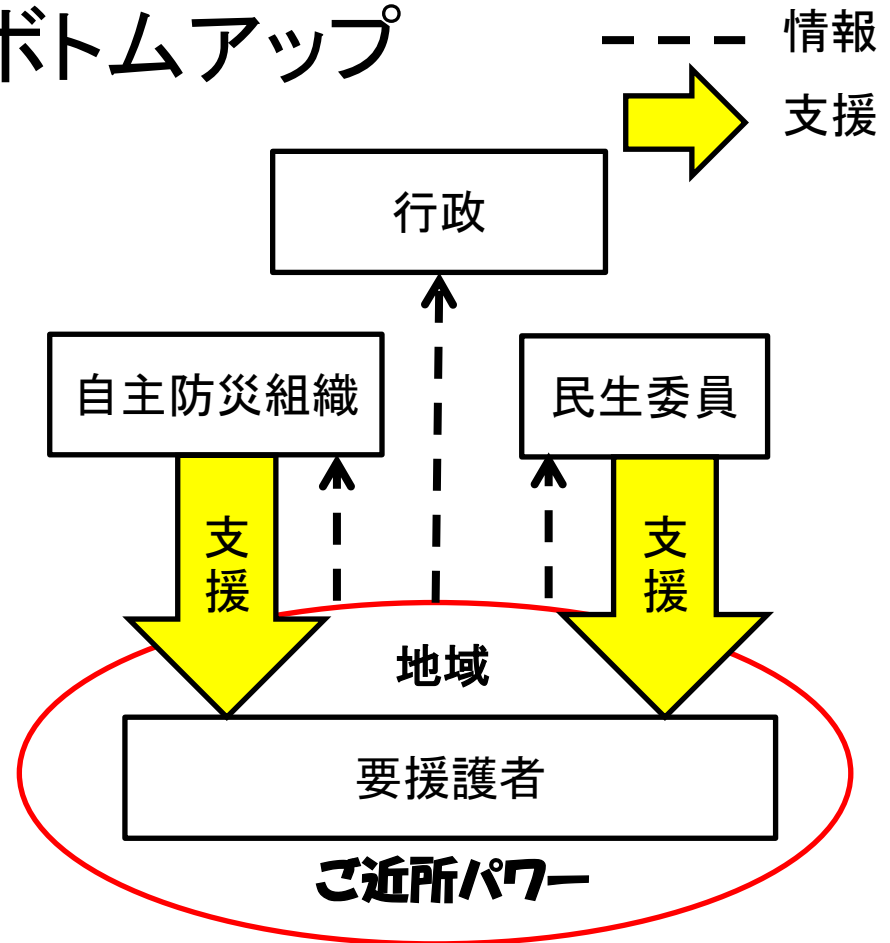 ボトムアップ
情報
支援
行政
自主防災組織
民生委員
支援
支援
地域
要援護者
ご近所パワー